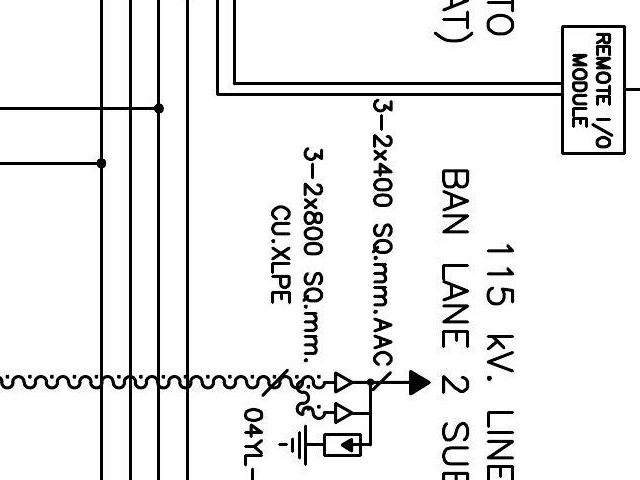 TO
AT)
REMOTE I/O
MODULE
115 kV. LINE
BAN LANE 2 SUB
3-2x400 SQ.mm.AAC
3-2x800 SQ.mm.
CU.XLPE
04YL-